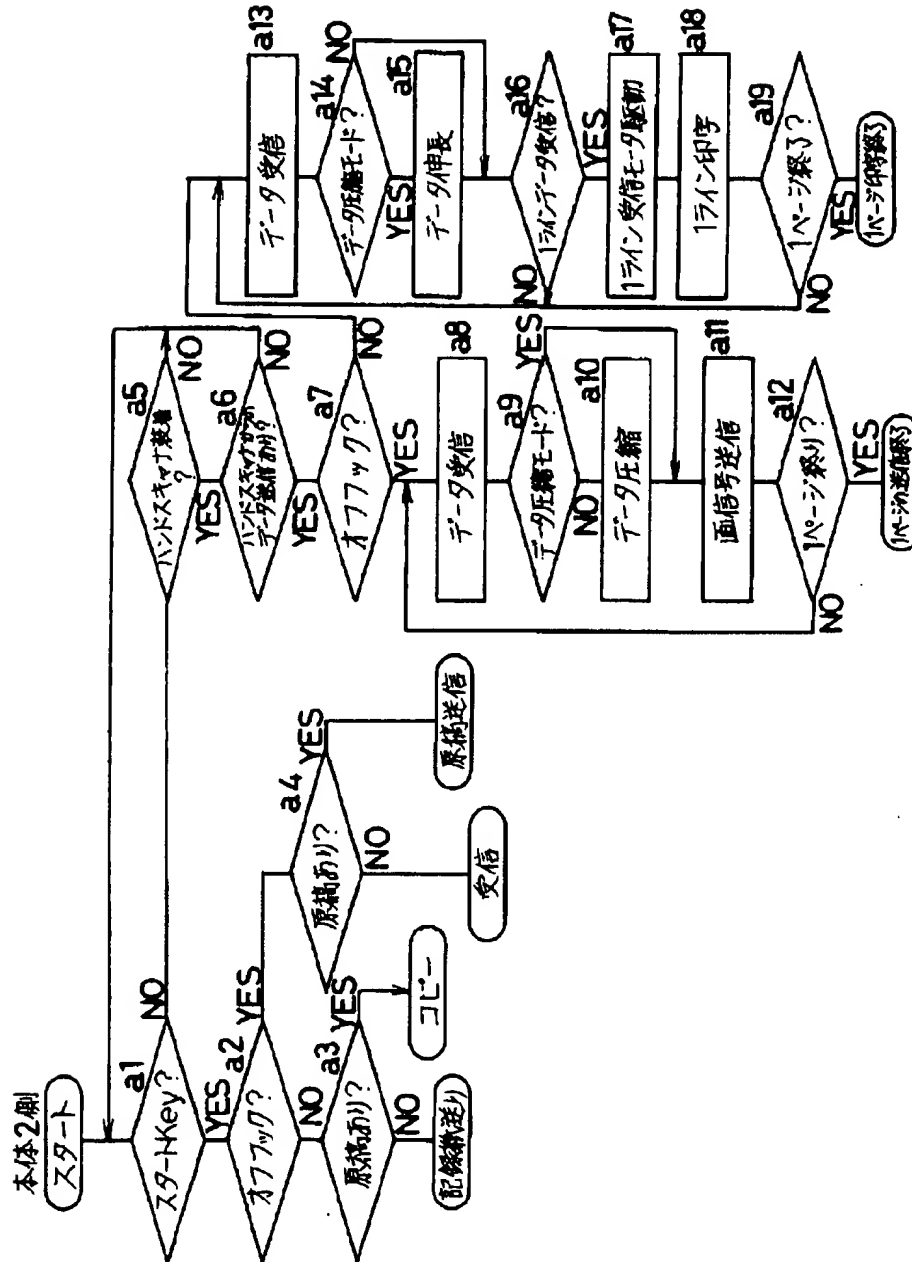 本体2側
スタート
a1
スタートKey?
NO
YES
a2
オフフック?
YES
NO
a3
原稿あり?
YES
NO
コピー
記録紙送り
a4
原稿あり?
YES
NO
原稿送信
受信
a5
ハンドスキャナ装着
?
NO
YES
a6
ハンドスキャナからの
データ送信あり?
NO
YES
a7
オフフック?
NO
YES
a8
データ受信
a9
データ圧縮モード?
YES
NO
a10
データ圧縮
a11
画信号送信
a12
1ページ終り?
NO
YES
1ページの送信終了
a13
データ受信
a14
データ圧縮モード?
NO
YES
a15
データ伸長
a16
1ラインデータ受信?
NO
YES
a17
1ライン受信モータ駆動
a18
1ライン印字
a19
1ページ終了?
NO
YES
1ページ印字終了